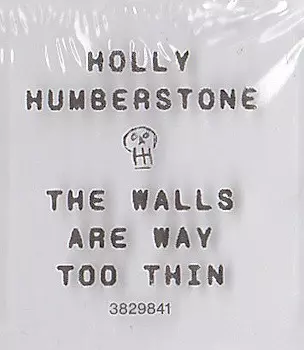 HOLLY
HUMBERSTONE
THE WALLS
ARE WAY
TOO THIN
3829841